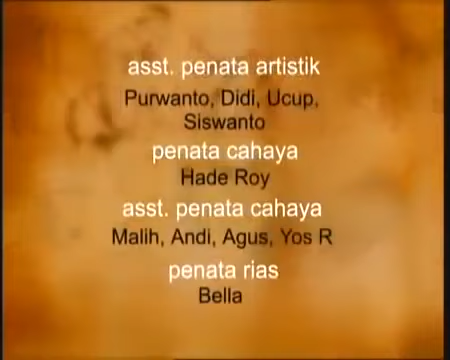 asst. penata artistik
Purwanto, Didi, Ucup,
Siswanto
penata cahaya
Hade Roy
asst. penata cahaya
Malih, Andi, Agus, Yos R
penata rias
Bella